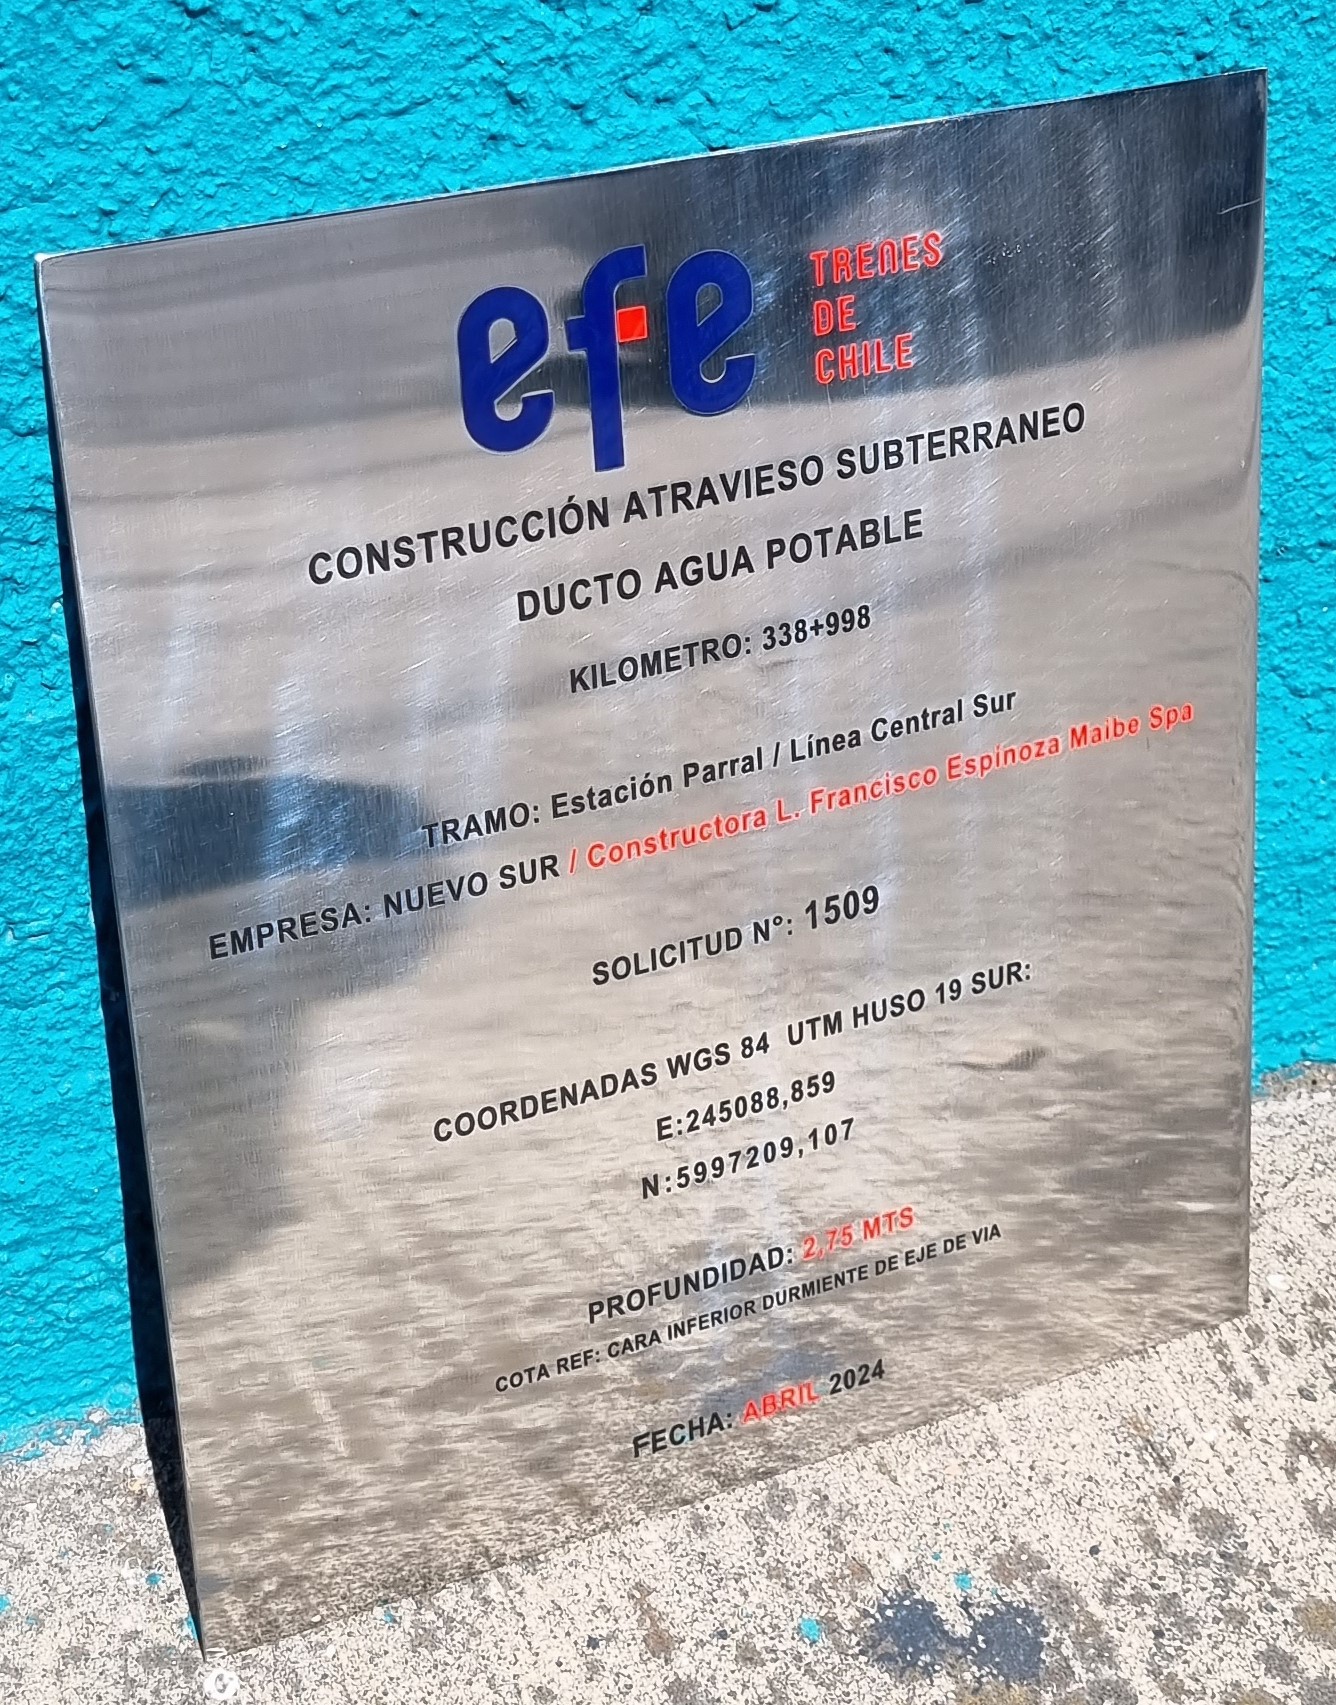 efe
TRENES
DE
CHILE
CONSTRUCCIÓN ATRAVIESO SUBTERRANEO
DUCTO AGUA POTABLE
KILOMETRO: 338+998
TRAMO: Estación Parral / Línea Central Sur
EMPRESA: NUEVO SUR / Constructora L. Francisco Espinoza Maibe Spa
SOLICITUD N°: 1509
COORDENADAS WGS 84 UTM HUSO 19 SUR:
E:245088,859
N:5997209,107
PROFUNDIDAD: 2,75 MTS
COTA REF: CARA INFERIOR DURMIENTE DE EJE DE VIA
FECHA: ABRIL 2024